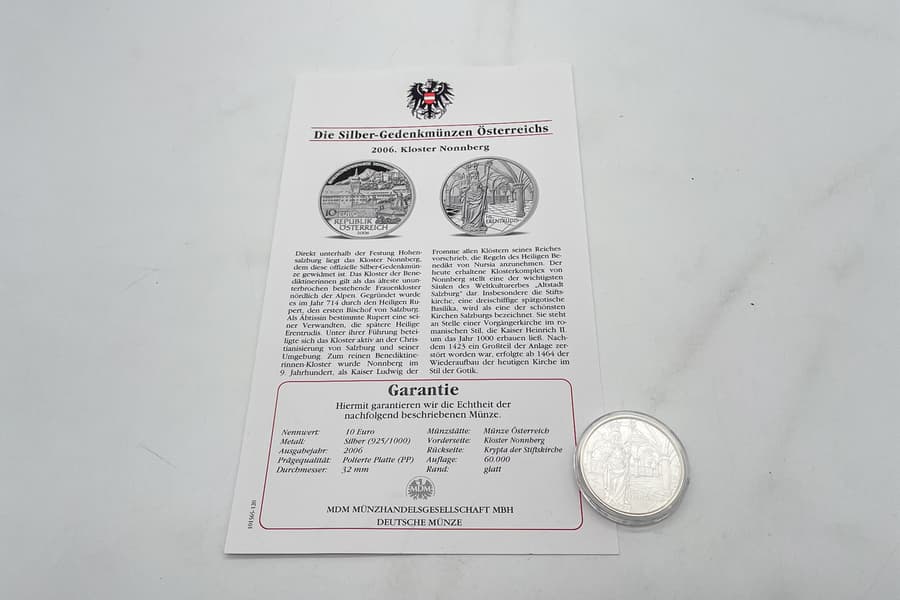 Die Silber-Gedenkmünzen Österreichs
2006. Kloster Nonnberg
10 EURO
REPUBLIK
ÖSTERREICH
2006
ERENTRUDIS
Direkt unterhalb der Festung Hohen-
salzburg liegt das Kloster Nonnberg,
dem diese offizielle Silber-Gedenkmün-
ze gewidmet ist. Das Kloster der Bene-
diktinerinnen gilt als das älteste unun-
terbrochen bestehende Frauenkloster
nördlich der Alpen. Gegründet wurde
es im Jahr 714 durch den Heiligen Ru-
pert, den ersten Bischof von Salzburg.
Als Äbtissin bestimmte Rupert eine sei-
ner Verwandten, die spätere Heilige
Erentrudis. Unter ihrer Führung betei-
ligte sich das Kloster aktiv an der Chris-
tianisierung von Salzburg und seiner
Umgebung. Zum reinen Benediktine-
rinnen-Kloster wurde Nonnberg im
9. Jahrhundert, als Kaiser Ludwig der
Fromme allen Klöstern seines Reiches
vorschrieb, die Regeln des Heiligen Be-
nedikt von Nursia anzunehmen. Der
heute erhaltene Klosterkomplex von
Nonnberg stellt eine der wichtigsten
Säulen des Weltkulturerbes „Altstadt
Salzburg" dar. Insbesondere die Stifts-
kirche, eine dreischiffige spätgotische
Basilika, wird als eine der schönsten
Kirchen Salzburgs bezeichnet. Sie steht
an Stelle einer Vorgängerkirche im ro-
manischen Stil, die Kaiser Heinrich II.
um das Jahr 1000 erbauen ließ. Nach-
dem 1423 ein Großteil der Anlage zer-
stört worden war, erfolgte ab 1464 der
Wiederaufbau der heutigen Kirche im
Stil der Gotik.
Garantie
Hiermit garantieren wir die Echtheit der
nachfolgend beschriebenen Münze.
Nennwert: 10 Euro
Metall: Silber (925/1000)
Ausgabejahr: 2006
Prägequalität: Polierte Platte (PP)
Durchmesser: 32 mm
Münzstätte: Münze Österreich
Vorderseite: Kloster Nonnberg
Rückseite: Krypta der Stiftskirche
Auflage: 60.000
Rand: glatt
MDM
MDM MÜNZHANDELSGESELLSCHAFT MBH
DEUTSCHE MÜNZE